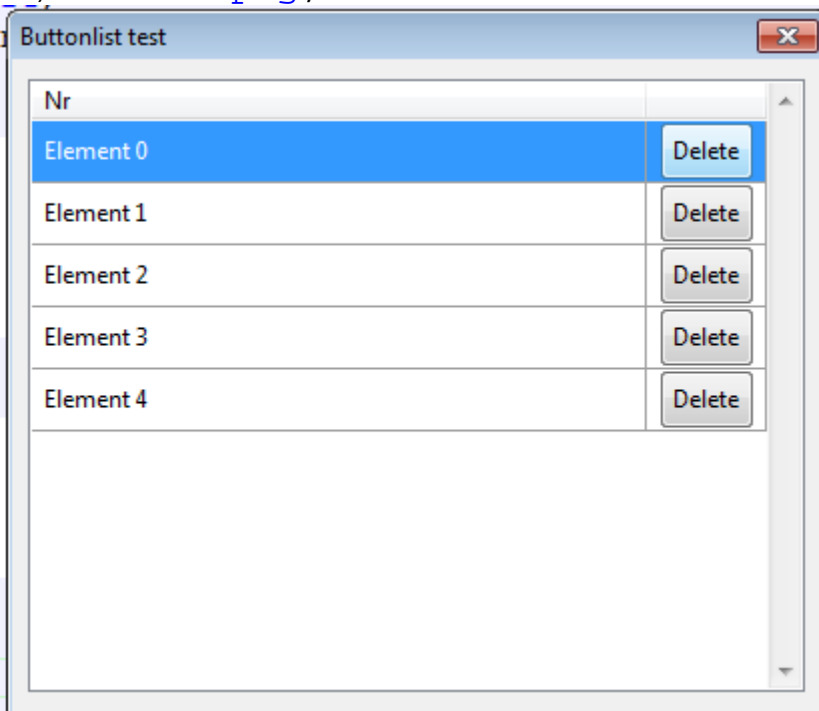 Buttonlist test
Nr
Element 0 Delete
Element 1 Delete
Element 2 Delete
Element 3 Delete
Element 4 Delete